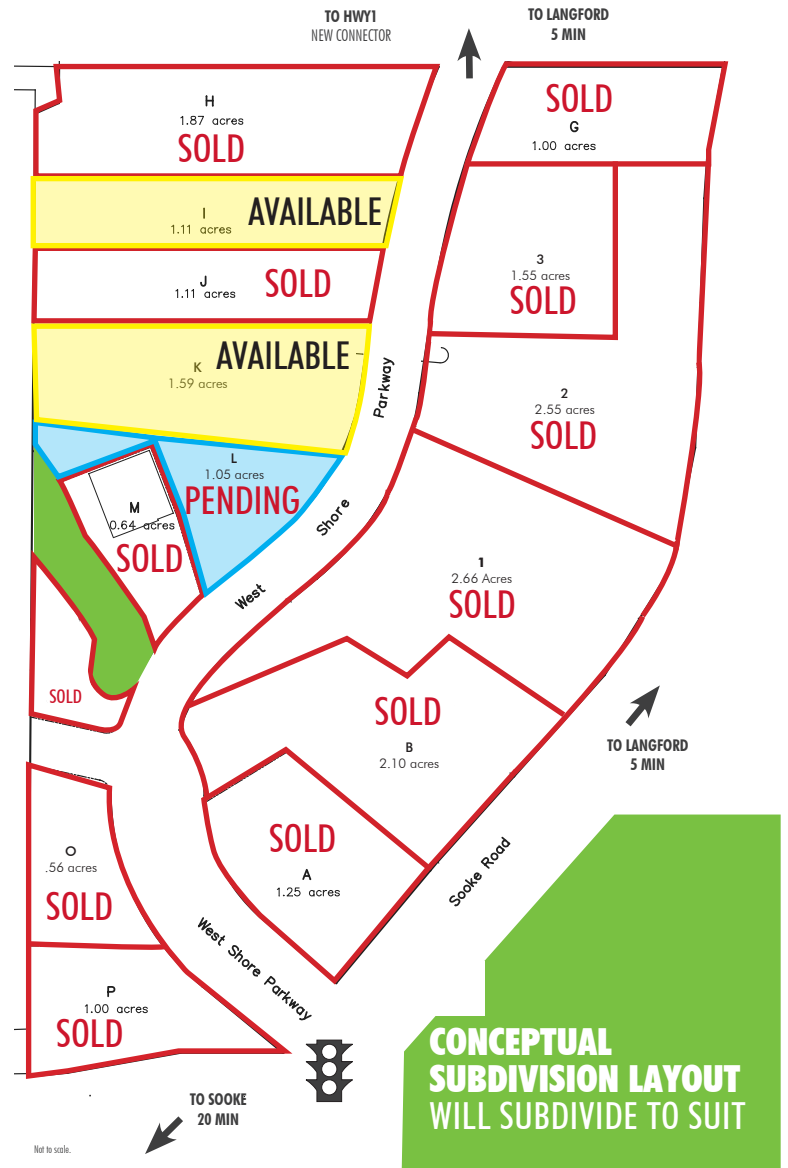 TO HWY1
NEW CONNECTOR
TO LANGFORD
5 MIN
H
1.87 acres
SOLD
SOLD
G
1.00 acres
I
1.11 acres
AVAILABLE
J
1.11 acres
SOLD
3
1.55 acres
SOLD
K
1.59 acres
AVAILABLE
2
2.55 acres
SOLD
L
1.05 acres
PENDING
M
0.64 acres
SOLD
West Shore Parkway
1
2.66 Acres
SOLD
SOLD
SOLD
B
2.10 acres
TO LANGFORD
5 MIN
SOLD
A
1.25 acres
Sooke Road
O
.56 acres
SOLD
West Shore Parkway
P
1.00 acres
SOLD
CONCEPTUAL
SUBDIVISION LAYOUT
WILL SUBDIVIDE TO SUIT
TO SOOKE
20 MIN
Not to scale.